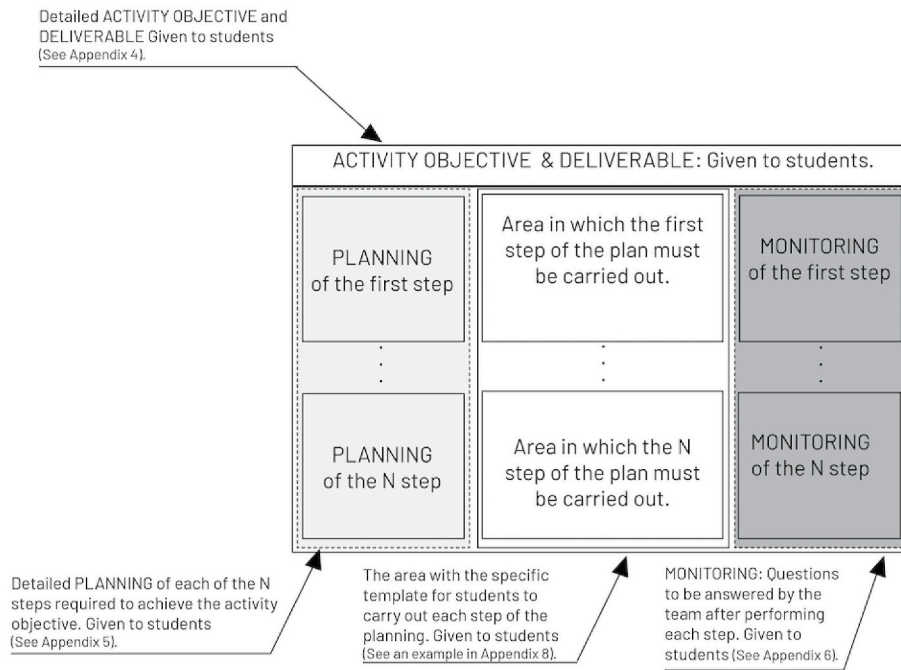 Detailed ACTIVITY OBJECTIVE and
DELIVERABLE Given to students
(See Appendix 4).
ACTIVITY OBJECTIVE & DELIVERABLE: Given to students.
PLANNING
of the first step
Area in which the first
step of the plan must
be carried out.
MONITORING
of the first step
PLANNING
of the N step
Area in which the N
step of the plan must
be carried out.
MONITORING
of the N step
Detailed PLANNING of each of the N
steps required to achieve the activity
objective. Given to students
(See Appendix 5).
The area with the specific
template for students to
carry out each step of the
planning. Given to students
(See an example in Appendix 8).
MONITORING: Questions
to be answered by the
team after performing
each step. Given to
students (See Appendix 6).